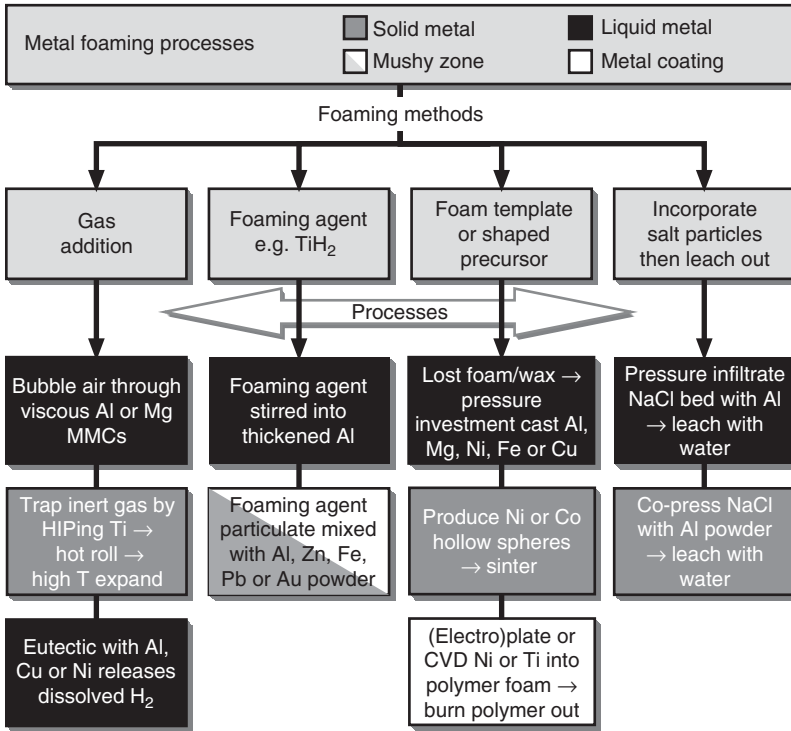 Metal foaming processes
Solid metal
Liquid metal
Mushy zone
Metal coating
Foaming methods
Gas
addition
Foaming agent
e.g. TiH₂
Foam template
or shaped
precursor
Incorporate
salt particles
then leach out
Processes
Bubble air through
viscous Al or Mg
MMCs
Foaming agent
stirred into
thickened Al
Lost foam/wax →
pressure
investment cast Al,
Mg, Ni, Fe or Cu
Pressure infiltrate
NaCl bed with Al
→ leach with
water
Trap inert gas by
HIPing Ti →
hot roll →
high T expand
Foaming agent
particulate mixed
with Al, Zn, Fe,
Pb or Au powder
Produce Ni or Co
hollow spheres
→ sinter
Co-press NaCl
with Al powder
→ leach with
water
Eutectic with Al,
Cu or Ni releases
dissolved H₂
(Electro)plate or
CVD Ni or Ti into
polymer foam →
burn polymer out